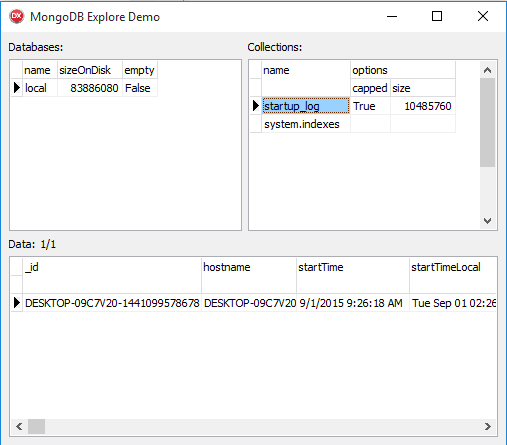 DX MongoDB Explore Demo
Databases:
name sizeOnDisk empty
local 83886080 False
Collections:
name options
capped size
startup_log True 10485760
system.indexes
Data: 1/1
_id hostname startTime startTimeLocal
DESKTOP-09C7V20-1441099578678 DESKTOP-09C7V20 9/1/2015 9:26:18 AM Tue Sep 01 02:26